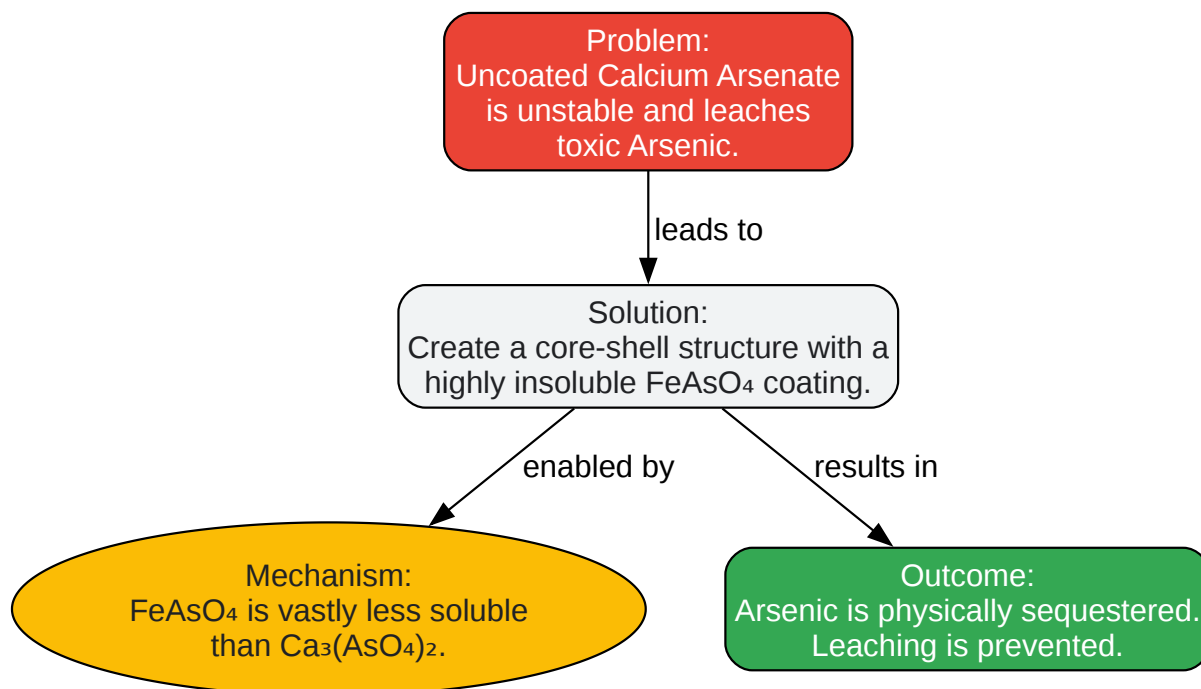 Problem:
Uncoated Calcium Arsenate
is unstable and leaches
toxic Arsenic.
leads to
Solution:
Create a core-shell structure with a
highly insoluble FeAsO₄ coating.
enabled by
results in
Mechanism:
FeAsO₄ is vastly less soluble
than Ca₃(AsO₄)₂.
Outcome:
Arsenic is physically sequestered.
Leaching is prevented.